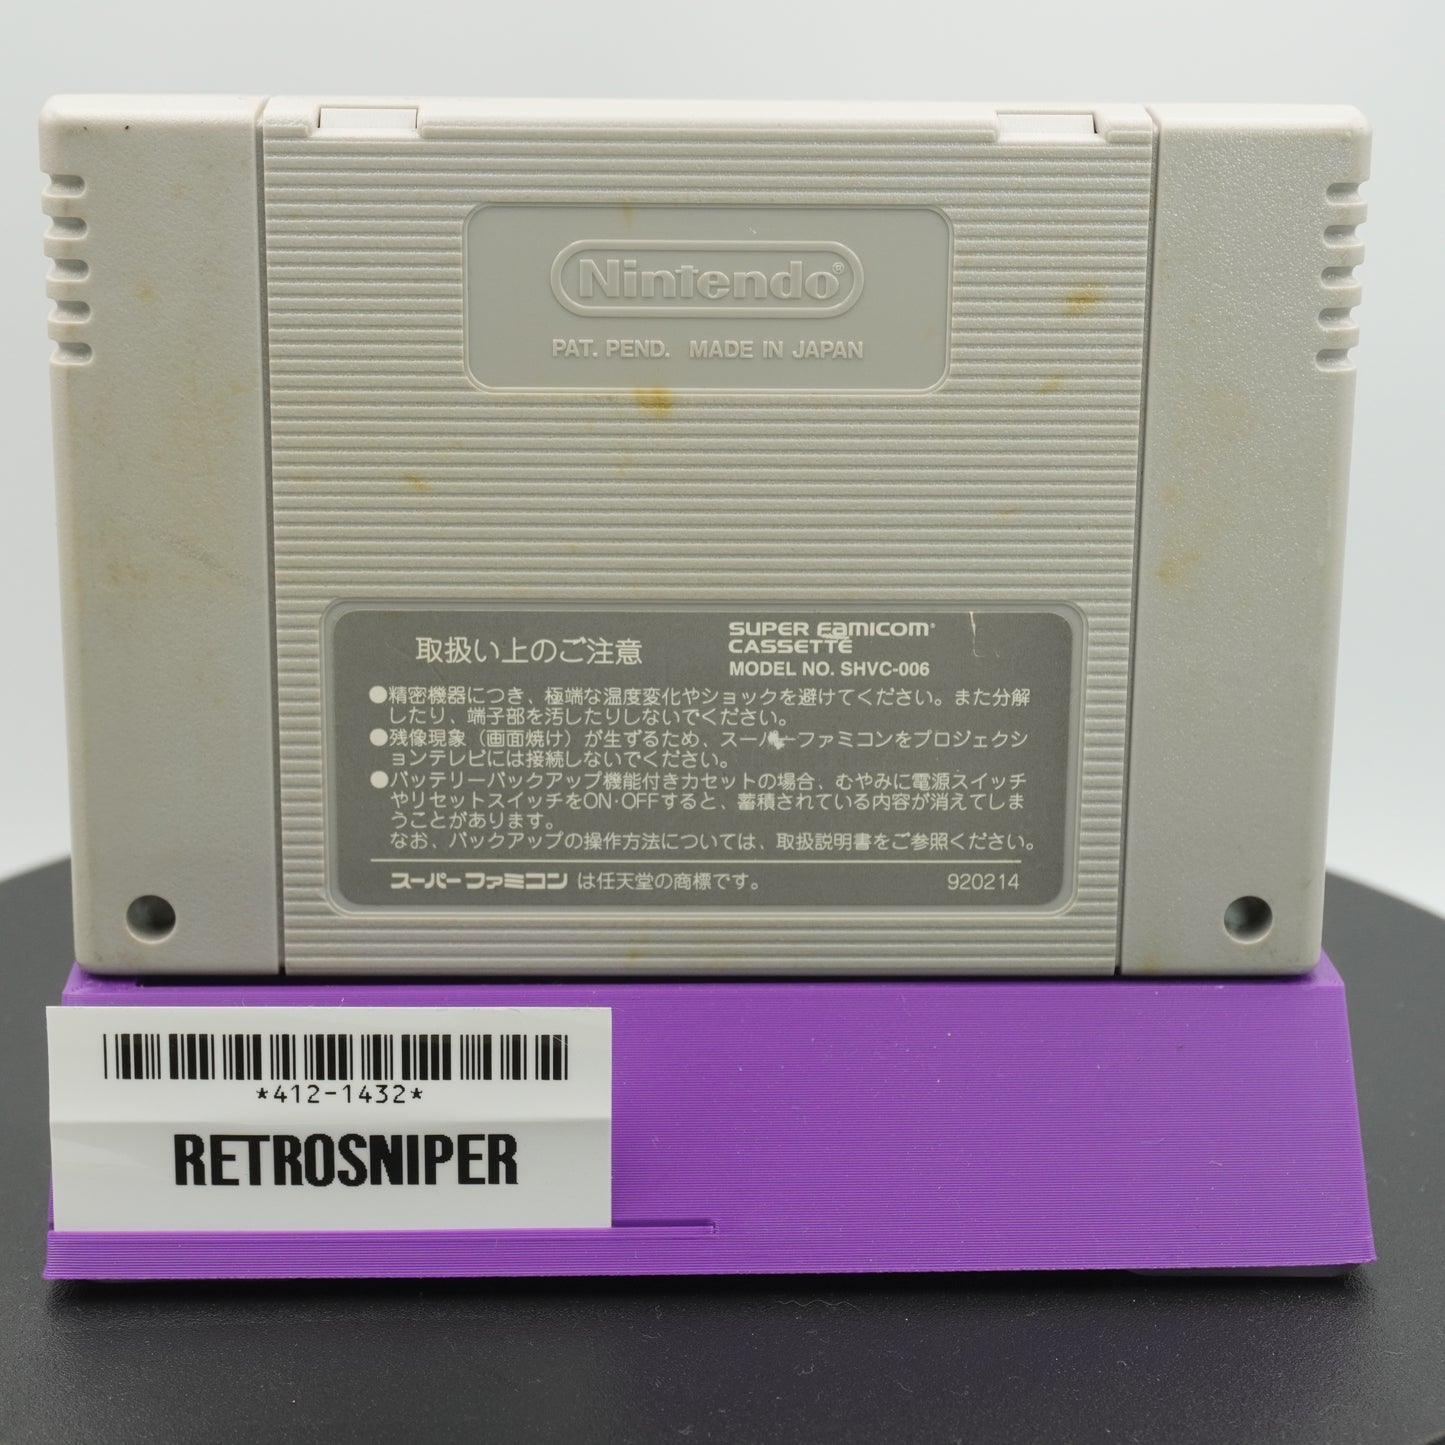 Nintendo®
PAT. PEND. MADE IN JAPAN
取扱い上のご注意
SUPER FAMICOM
CASSETTE
MODEL NO. SHVC-006
●精密機器につき、極端な温度変化やショックを避けてください。また分解
したり、端子部を汚したりしないでください。
●残像現象（画面焼け）が生ずるため、スーパーファミコンをプロジェクシ
ョンテレビには接続しないでください。
●バッテリーバックアップ機能付きカセットの場合、むやみに電源スイッチ
やリセットスイッチをON・OFFすると、蓄積されている内容が消えてしま
うことがあります。
なお、バックアップの操作方法については、取扱説明書をご参照ください。
スーパーファミコン は任天堂の商標です。 920214
*412-1432*
RETROSNIPER